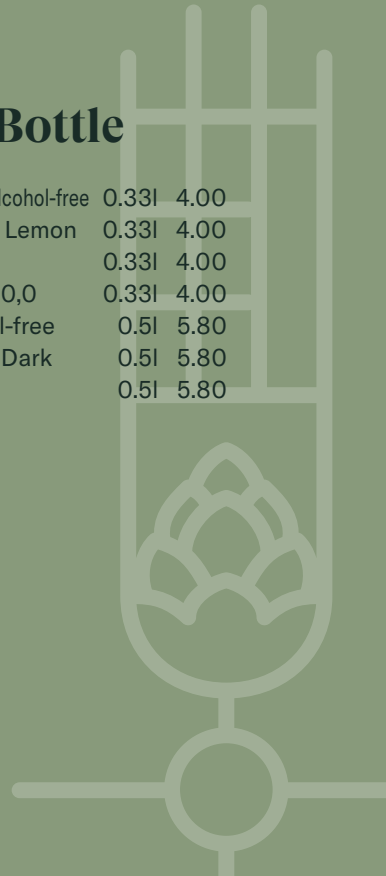 Bottle
lcohol-free 0.33l 4.00
Lemon 0.33l 4.00
0.33l 4.00
0,0 0.33l 4.00
l-free 0.5l 5.80
Dark 0.5l 5.80
0.5l 5.80